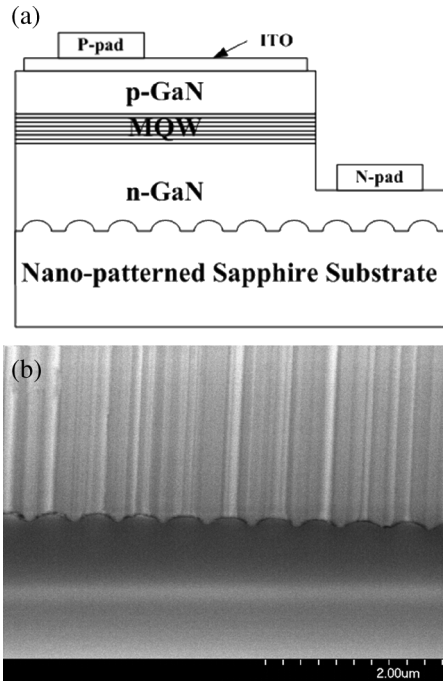 (a)
P-pad
ITO
p-GaN
MQW
n-GaN
N-pad
Nano-patterned Sapphire Substrate
(b)
2.00um